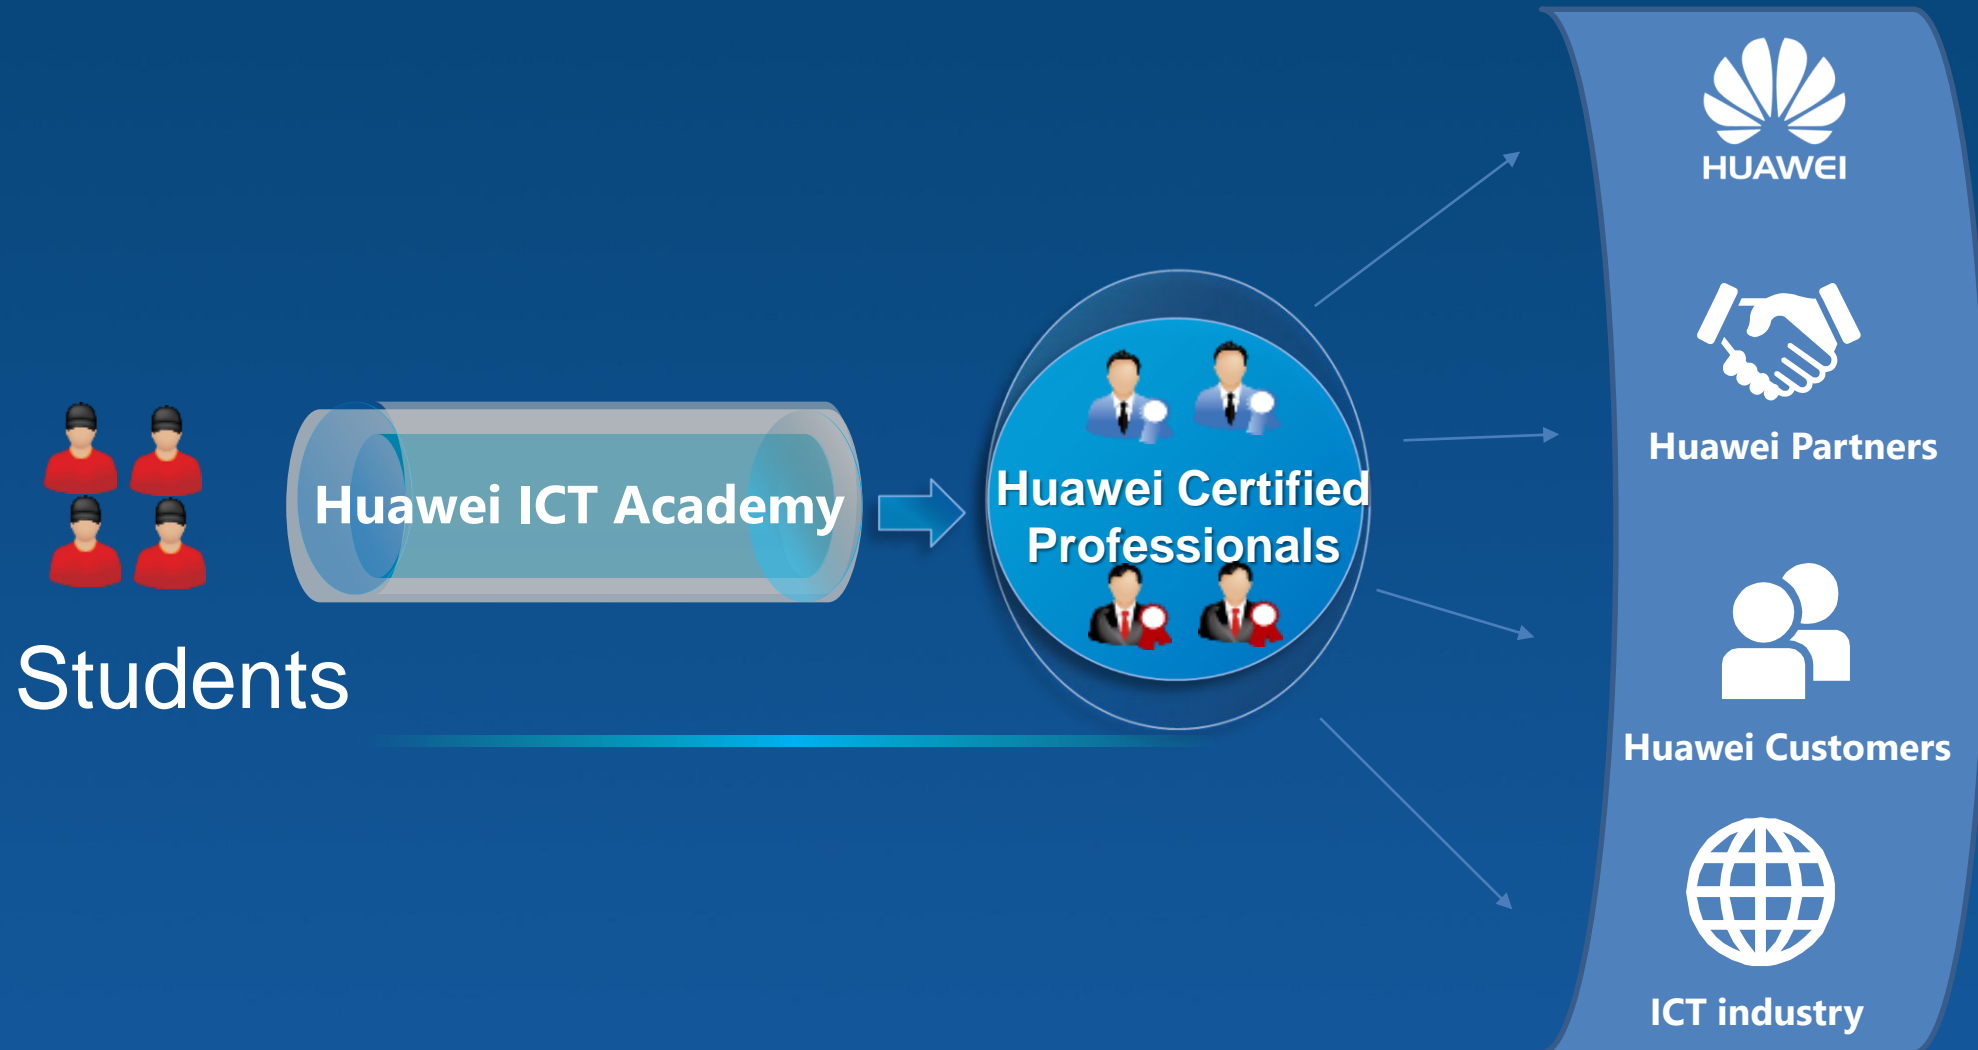 Students
Huawei ICT Academy
Huawei Certified
Professionals
HUAWEI
Huawei Partners
Huawei Customers
ICT industry